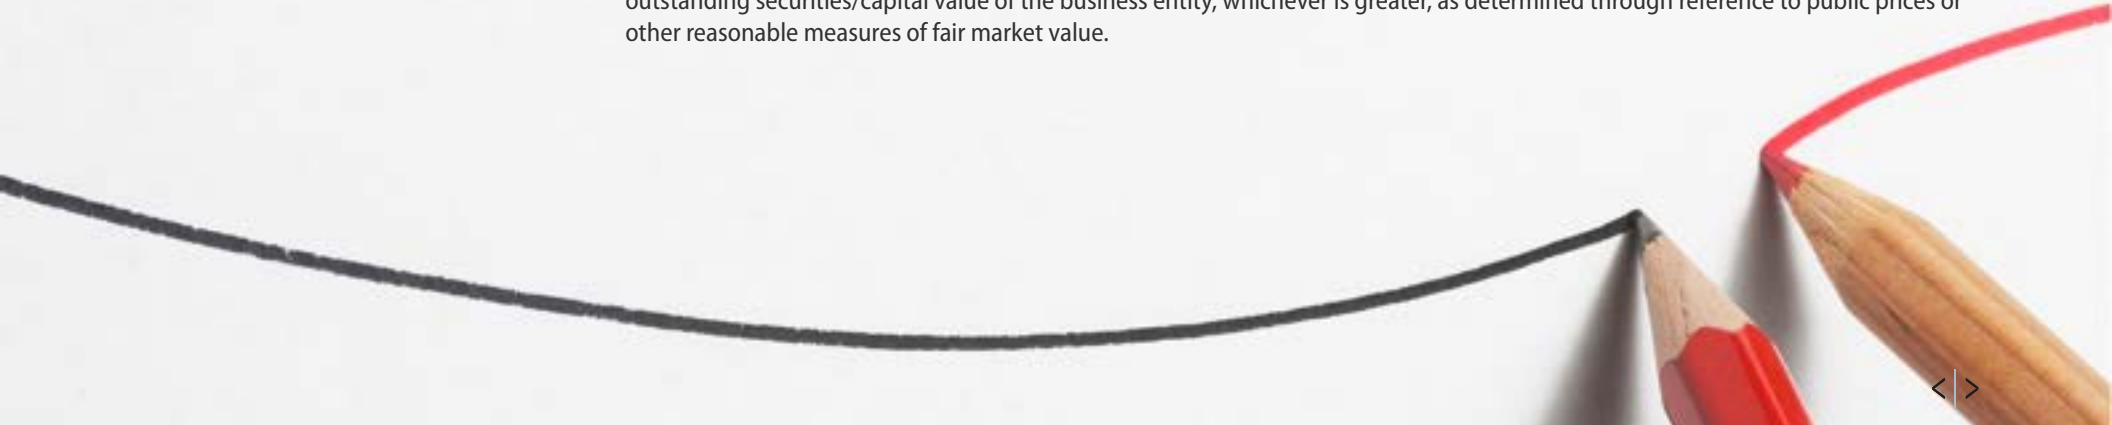 outstanding securities/capital value of the business entity, whichever is greater, as determined through reference to public prices or
other reasonable measures of fair market value.
< | >